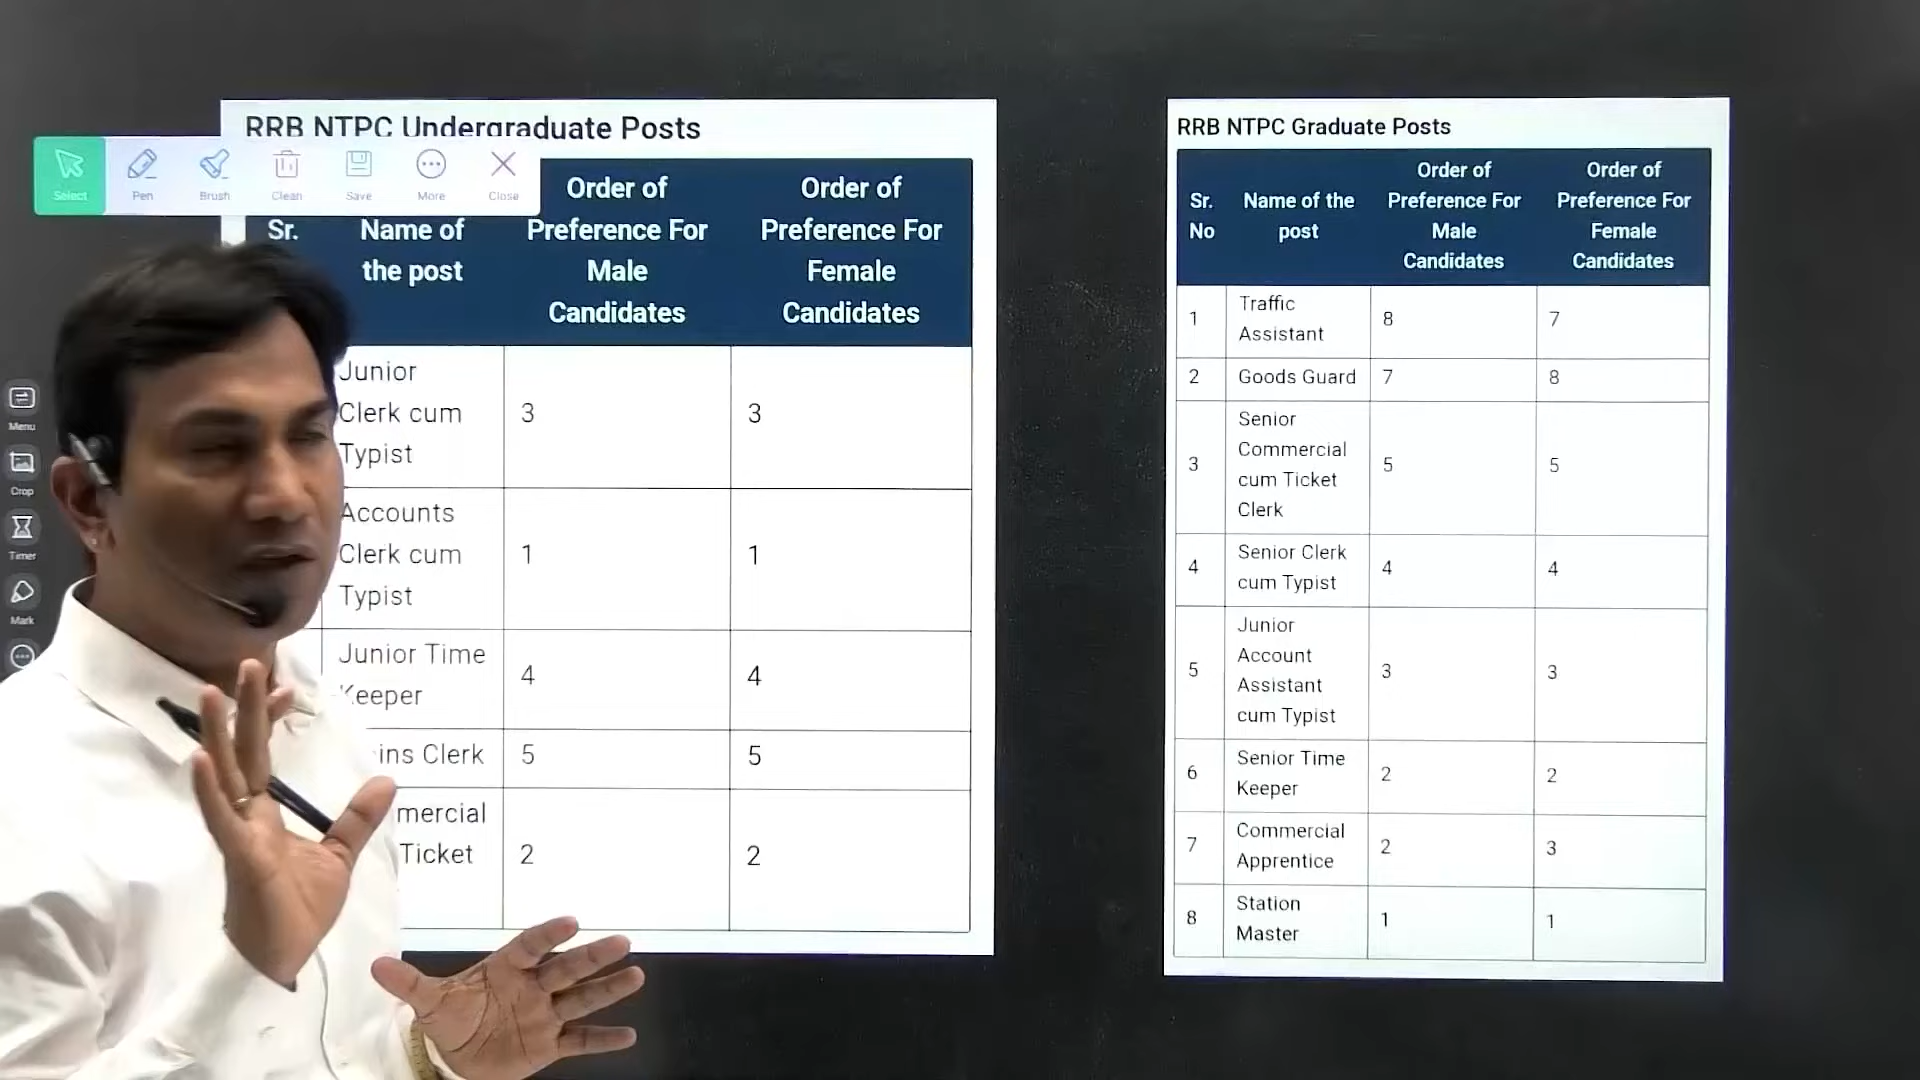 RRB NTPC Undergraduate Posts
Select
Pen
Brush
Clean
Save
More
Close
Sr.
Name of
the post
Order of
Preference For
Male
Candidates
Order of
Preference For
Female
Candidates
Junior
Clerk cum
Typist
3
3
Accounts
Clerk cum
Typist
1
1
Junior Time
Keeper
4
4
Clerk
5
5
Ticket
2
2
Menu
Crop
Timer
Mark
RRB NTPC Graduate Posts
Sr.
No
Name of the
post
Order of
Preference For
Male
Candidates
Order of
Preference For
Female
Candidates
1
Traffic
Assistant
8
7
2
Goods Guard
7
8
3
Senior
Commercial
cum Ticket
Clerk
5
5
4
Senior Clerk
cum Typist
4
4
5
Junior
Account
Assistant
cum Typist
3
3
6
Senior Time
Keeper
2
2
7
Commercial
Apprentice
2
3
8
Station
Master
1
1